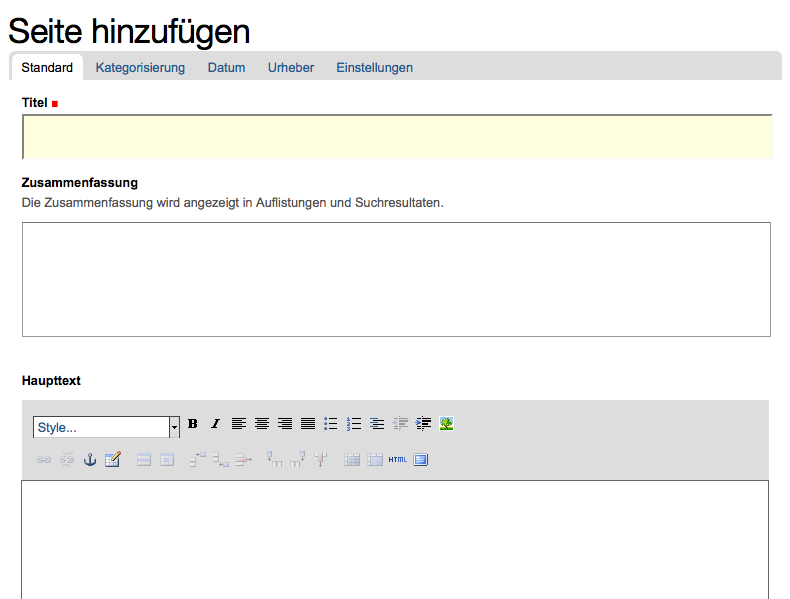 Seite hinzufügen
Standard Kategorisierung Datum Urheber Einstellungen
Titel
Zusammenfassung
Die Zusammenfassung wird angezeigt in Auflistungen und Suchresultaten.
Haupttext
Style... B I
HTML